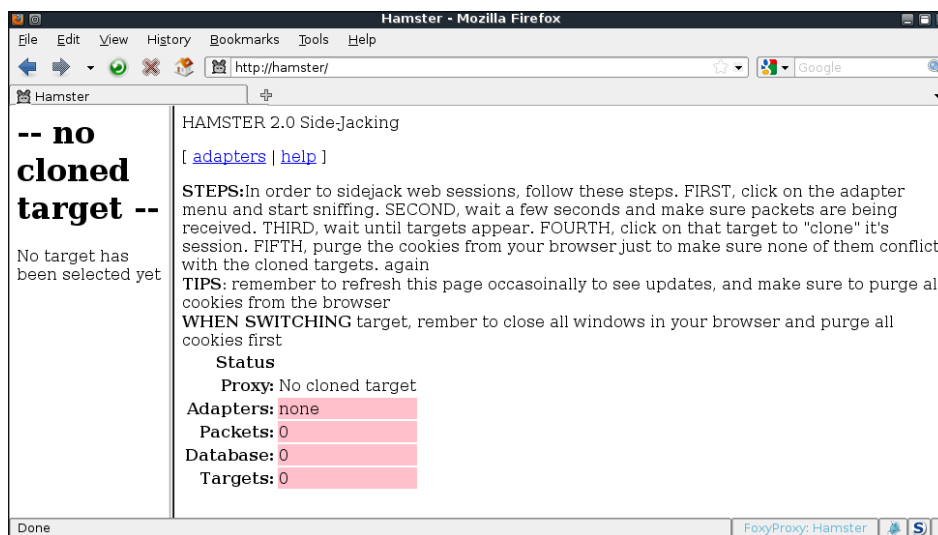 Hamster - Mozilla Firefox
File Edit View History Bookmarks Tools Help
http://hamster/
Google
Hamster
-- no
cloned
target --
No target has
been selected yet
HAMSTER 2.0 Side-Jacking
[ adapters | help ]
STEPS:In order to sidejack web sessions, follow these steps. FIRST, click on the adapter
menu and start sniffing. SECOND, wait a few seconds and make sure packets are being
received. THIRD, wait until targets appear. FOURTH, click on that target to "clone" it's
session. FIFTH, purge the cookies from your browser just to make sure none of them conflict
with the cloned targets. again
TIPS: remember to refresh this page occasoinally to see updates, and make sure to purge al
cookies from the browser
WHEN SWITCHING target, rember to close all windows in your browser and purge all
cookies first
Status
Proxy: No cloned target
Adapters: none
Packets: 0
Database: 0
Targets: 0
Done
FoxyProxy: Hamster
S